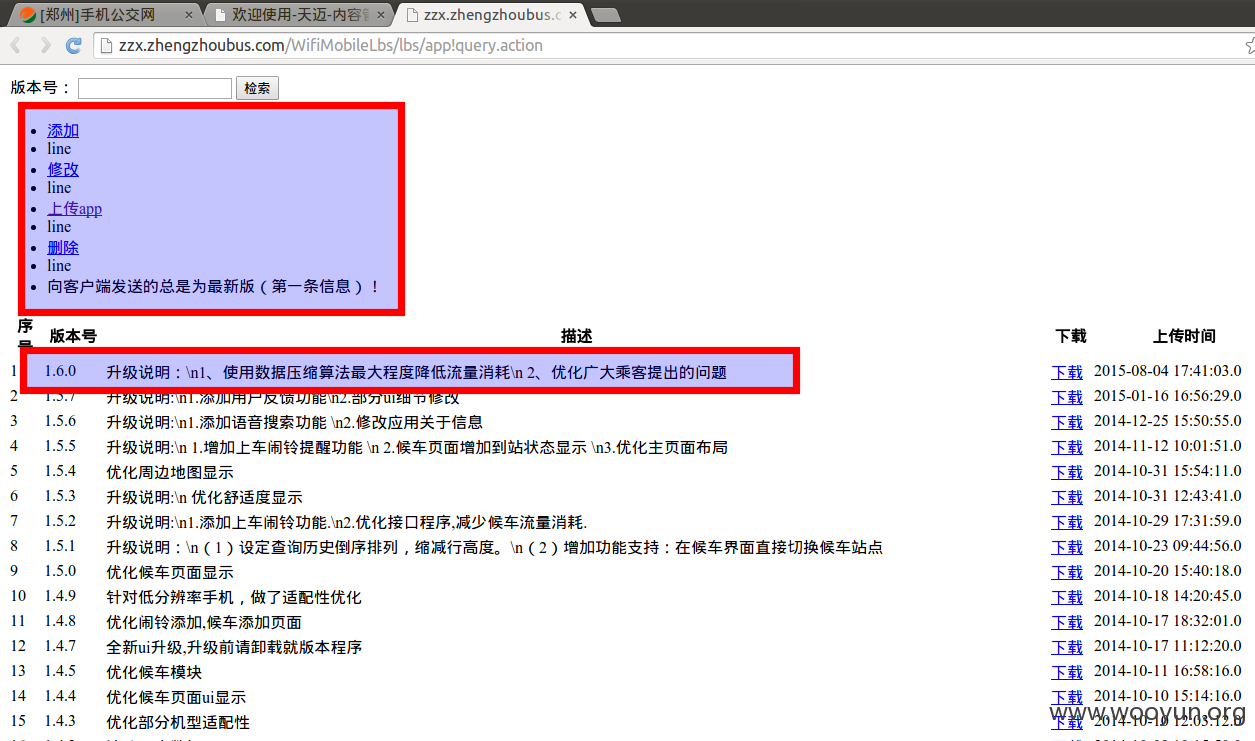 [郑州]手机公交网 × 欢迎使用-天迈-内容管 × zzx.zhengzhoubus.c ×
zzx.zhengzhoubus.com/WifiMobileLbs/lbs/app!query.action
版本号： 检索
添加
line
修改
line
上传app
line
删除
line
向客户端发送的总是为最新版（第一条信息）！
序号 版本号 描述 下载 上传时间
1 1.6.0 升级说明：\n1、使用数据压缩算法最大程度降低流量消耗\n 2、优化广大乘客提出的问题 下载 2015-08-04 17:41:03.0
2 1.5.7 升级说明:\n1.添加用户反馈功能\n2.部分ui细节修改 下载 2015-01-16 16:56:29.0
3 1.5.6 升级说明:\n1.添加语音搜索功能 \n2.修改应用关于信息 下载 2014-12-25 15:50:55.0
4 1.5.5 升级说明:\n 1.增加上车闹铃提醒功能 \n 2.候车页面增加到站状态显示 \n3.优化主页面布局 下载 2014-11-12 10:01:51.0
5 1.5.4 优化周边地图显示 下载 2014-10-31 15:54:11.0
6 1.5.3 升级说明:\n 优化舒适度显示 下载 2014-10-31 12:43:41.0
7 1.5.2 升级说明:\n1.添加上车闹铃功能.\n2.优化接口程序,减少候车流量消耗. 下载 2014-10-29 17:31:59.0
8 1.5.1 升级说明：\n（1）设定查询历史倒序排列，缩减行高度。\n（2）增加功能支持：在候车界面直接切换候车站点 下载 2014-10-23 09:44:56.0
9 1.5.0 优化候车页面显示 下载 2014-10-20 15:40:18.0
10 1.4.9 针对低分辨率手机，做了适配性优化 下载 2014-10-18 14:20:45.0
11 1.4.8 优化闹铃添加,候车添加页面 下载 2014-10-17 18:32:01.0
12 1.4.7 全新ui升级,升级前请卸载就版本程序 下载 2014-10-17 11:12:20.0
13 1.4.5 优化候车模块 下载 2014-10-11 16:58:16.0
14 1.4.4 优化候车页面ui显示 下载 2014-10-10 15:14:16.0
15 1.4.3 优化部分机型适配性 下载 2014-10-10 12:03:12.0
www.wooyun.org